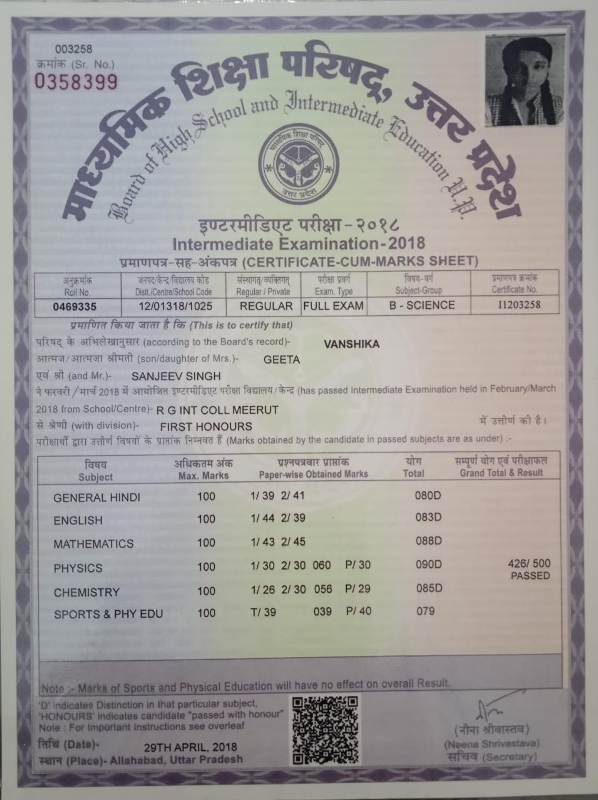 003258
क्रमांक (Sr. No.)
0358399
माध्यमिक शिक्षा परिषद्, उत्तर प्रदेश
Board of High School and Intermediate Education U.P.
माध्यमिक शिक्षा परिषद
उत्तर प्रदेश
इण्टरमीडिएट परीक्षा-२०१८
Intermediate Examination-2018
प्रमाणपत्र-सह-अंकपत्र (CERTIFICATE-CUM-MARKS SHEET)
अनुक्रमांक जनपद/केन्द्र/विद्यालय कोड संस्थागत/व्यक्तिगत परीक्षा प्रकार विषय-वर्ग प्रमाणपत्र क्रमांक
Roll No. Distt./Centre/School Code Regular / Private Exam. Type Subject-Group Certificate No.
0469335 12/01318/1025 REGULAR FULL EXAM B - SCIENCE I1203258
प्रमाणित किया जाता है कि (This is to certify that)
परिषद् के अभिलेखानुसार (according to the Board's record)- VANSHIKA
आत्मज/आत्मजा श्रीमती (son/daughter of Mrs.)- GEETA
एवं श्री (and Mr.)- SANJEEV SINGH
ने फरवरी / मार्च 2018 में आयोजित इण्टरमीडिएट परीक्षा विद्यालय/केन्द्र (has passed Intermediate Examination held in February/March
2018 from School/Centre)- R G INT COLL MEERUT
से श्रेणी (with division)- FIRST HONOURS में उत्तीर्ण की है।
परीक्षार्थी द्वारा उत्तीर्ण विषयों के प्राप्तांक निम्नवत हैं (Marks obtained by the candidate in passed subjects are as under) :-
विषय अधिकतम अंक प्रश्नपत्रवार प्राप्तांक योग सम्पूर्ण योग एवं परीक्षाफल
Subject Max. Marks Paper-wise Obtained Marks Total Grand Total & Result
GENERAL HINDI 100 1/ 39 2/ 41 080D
ENGLISH 100 1/ 44 2/ 39 083D
MATHEMATICS 100 1/ 43 2/ 45 088D
PHYSICS 100 1/ 30 2/ 30 060 P/ 30 090D 426/ 500
PASSED
CHEMISTRY 100 1/ 26 2/ 30 056 P/ 29 085D
SPORTS & PHY EDU 100 T/ 39 039 P/ 40 079
Note :- Marks of Sports and Physical Education will have no effect on overall Result.
'D' indicates Distinction in that particular subject,
'HONOURS' indicates candidate "passed with honour"
Note : For Important instructions see overleaf
तिथि (Date)- 29TH APRIL, 2018
स्थान (Place)- Allahabad, Uttar Pradesh
(नीना श्रीवास्तव)
(Neena Shrivastava)
सचिव (Secretary)